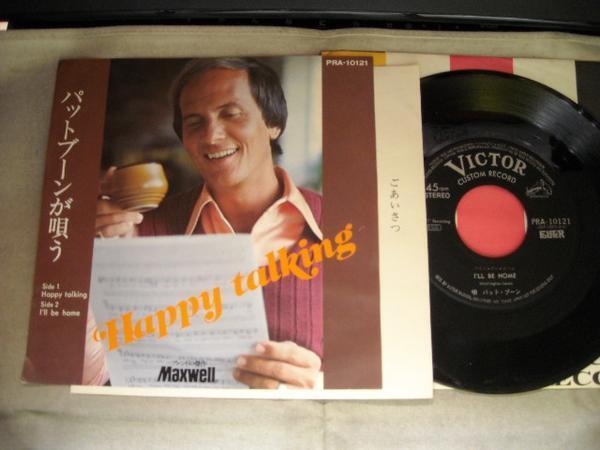 PRA-10121
パットブーンが唄う
Happy talking
Side 1
Happy talking
Side 2
I'll be home
Maxwell
ごあいさつ
VICTOR
CUSTOM RECORD
45 rpm
STEREO
PRA-10121
I'LL BE HOME
唄 パット・ブーン